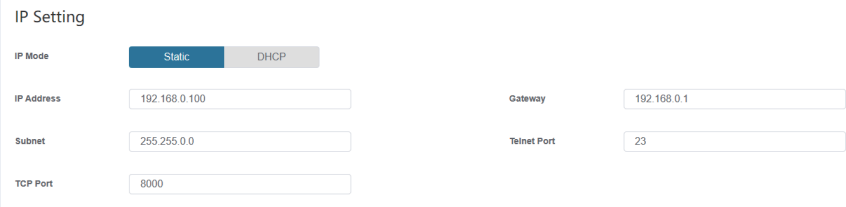 IP Setting
IP Mode Static DHCP
IP Address 192.168.0.100 Gateway 192.168.0.1
Subnet 255.255.0.0 Telnet Port 23
TCP Port 8000